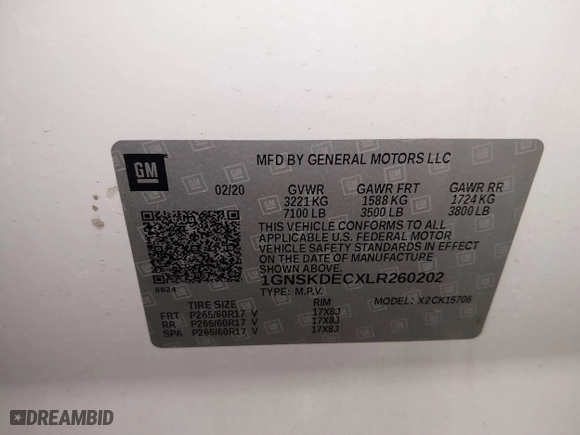 GM
MFD BY GENERAL MOTORS LLC
02/20 GVWR GAWR FRT GAWR RR
3221 KG 1588 KG 1724 KG
7100 LB 3500 LB 3800 LB
THIS VEHICLE CONFORMS TO ALL
APPLICABLE U.S. FEDERAL MOTOR
VEHICLE SAFETY STANDARDS IN EFFECT
ON THE DATE OF MANUFACTURE
SHOWN ABOVE.
8624 1GNSKDECXLR260202
TYPE: M.P.V. MODEL: X2CK15706
TIRE SIZE RIM
FRT P265/60R17 V 17X8J
RR P265/60R17 V 17X8J
SPA P265/60R17 V 17X8J
DREAMBID